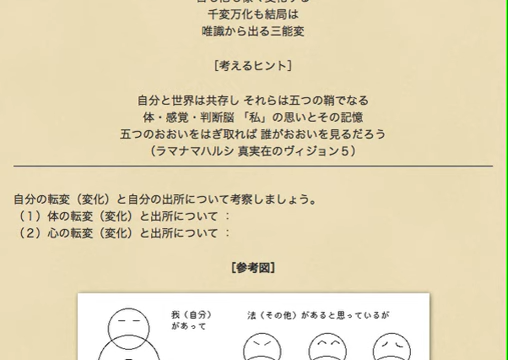 千変万化も結局は
唯識から出る三能変
［考えるヒント］
自分と世界は共存し それらは五つの鞘でなる
体・感覚・判断脳 「私」の思いとその記憶
五つのおおいをはぎ取れば 誰がおおいを見るだろう
（ラマナマハルシ 真実在のヴィジョン５）
自分の転変（変化）と自分の出所について考察しましょう。
（１）体の転変（変化）と出所について ：
（２）心の転変（変化）と出所について ：
［参考図］
我（自分）
があって
法（その他）があると思っているが